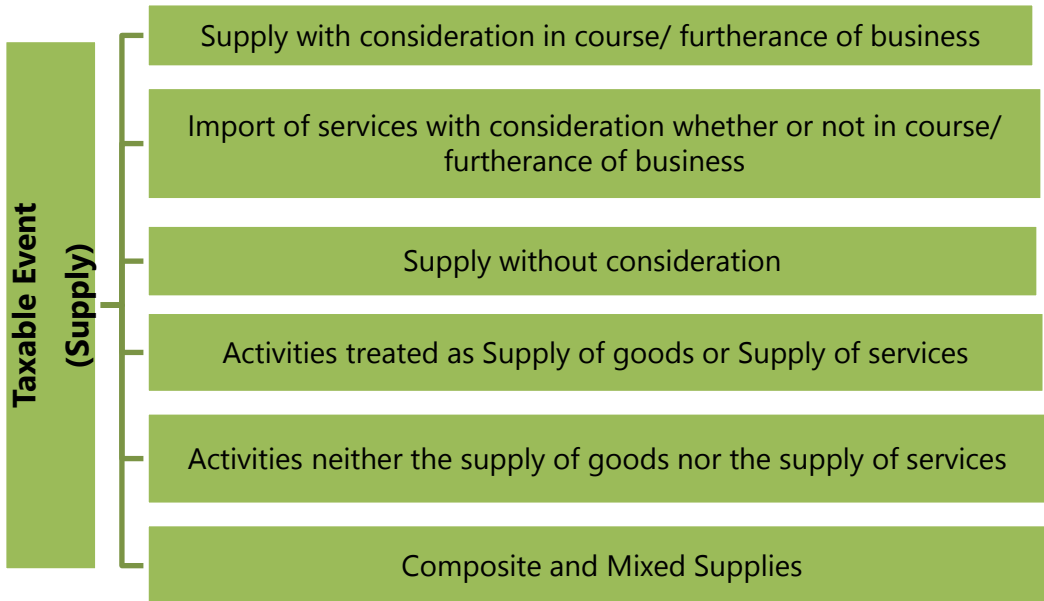 Taxable Event
(Supply)
Supply with consideration in course/ furtherance of business
Import of services with consideration whether or not in course/
furtherance of business
Supply without consideration
Activities treated as Supply of goods or Supply of services
Activities neither the supply of goods nor the supply of services
Composite and Mixed Supplies